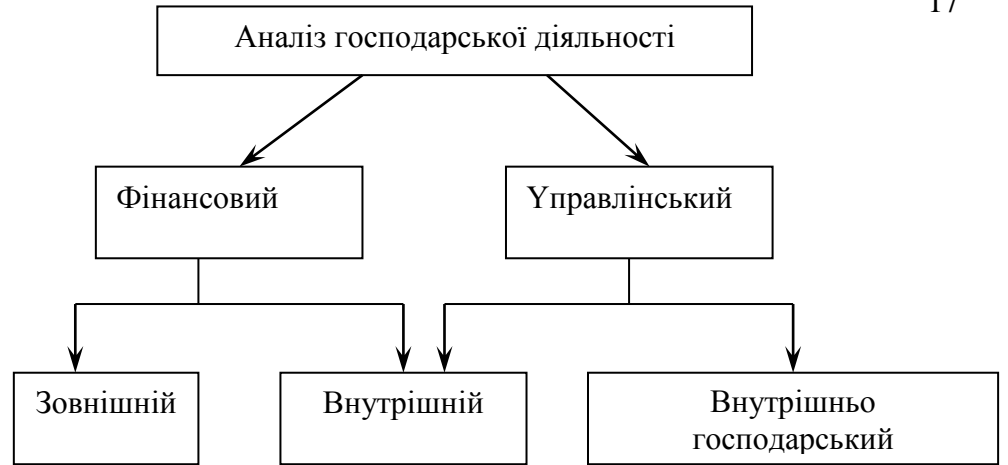 17
Аналіз господарської діяльності
Фінансовий
Управлінський
Зовнішній
Внутрішній
Внутрішньо
господарський